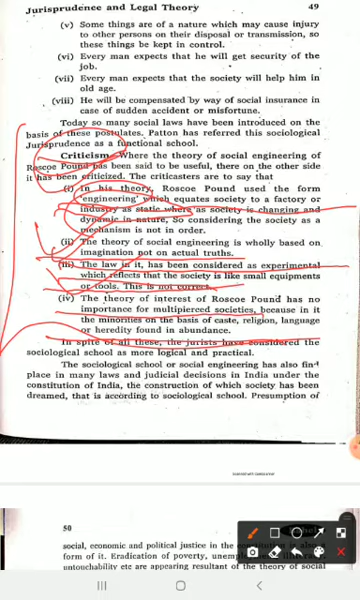 Jurisprudence and Legal Theory 49
(v) Some things are of a nature which may cause injury
to other persons on their disposal or transmission, so
these things be kept in control.
(vi) Every man expects that he will get security of the
job.
(vii) Every man expects that the society will help him in
old age.
(viii) He will be compensated by way of social insurance in
case of sudden accident or misfortune.
Today so many social laws have been introduced on the
basis of these postulates. Patton has referred this sociological
Jurisprudence as a functional school.
Criticism- Where the theory of social engineering of
Roscoe Pound has been said to be useful, there on the other side
it has been criticized. The criticasters are to say that
(i) In his theory, Roscoe Pound used the form
'engineering' which equates society to a factory or
industry as static where as society is changing and
dynamic in nature. So considering the society as a
mechanism is not in order.
(ii) The theory of social engineering is wholly based on
imagination not on actual truths.
(iii) The law in it, has been considered as experimental
which reflects that the society is like small equipments
or tools. This is not correct.
(iv) The theory of interest of Roscoe Pound has no
importance for multipierced societies, because in it
the minorities on the basis of caste, religion, language
or heredity found in abundance.
In spite of all these, the jurists have considered the
sociological school as more logical and practical.
The sociological school or social engineering has also find
place in many laws and judicial decisions in India under the
constitution of India, the construction of which society has been
dreamed, that is according to sociological school. Presumption of
50
social, economic and political justice in the
form of it. Eradication of poverty,
untouchability etc are appearing resultant of the theory of social